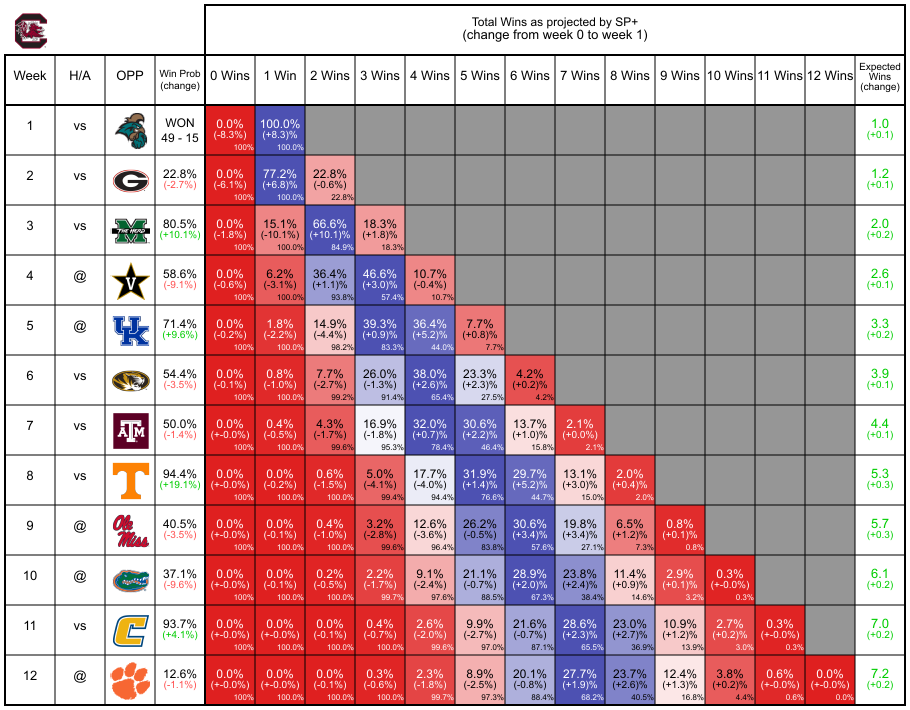 Total Wins as projected by SP+
(change from week 0 to week 1)
Week H/A OPP Win Prob (change) 0 Wins 1 Win 2 Wins 3 Wins 4 Wins 5 Wins 6 Wins 7 Wins 8 Wins 9 Wins 10 Wins 11 Wins 12 Wins Expected Wins (change)
1 vs WON 0.0% 100.0% 1.0
49 - 15 (-8.3%) (+8.3)% (+0.1)
100% 100.0%
2 vs G 22.8% 0.0% 77.2% 22.8% 1.2
(-2.7%) (-6.1%) (+6.8)% (-0.6%) (+0.1)
100% 100.0% 22.8%
3 vs M THE HERD 80.5% 0.0% 15.1% 66.6% 18.3% 2.0
(+10.1%) (-1.8%) (-10.1%) (+10.1)% (+1.8)% (+0.2)
100% 100.0% 84.9% 18.3%
4 @ V 58.6% 0.0% 6.2% 36.4% 46.6% 10.7% 2.6
(-9.1%) (-0.6%) (-3.1%) (+1.1)% (+3.0)% (-0.4%) (+0.1)
100% 100.0% 93.8% 57.4% 10.7%
5 @ UK 71.4% 0.0% 1.8% 14.9% 39.3% 36.4% 7.7% 3.3
(+9.6%) (-0.2%) (-2.2%) (-4.4%) (+0.9)% (+5.2)% (+0.8)% (+0.2)
100% 100.0% 98.2% 83.3% 44.0% 7.7%
6 vs 54.4% 0.0% 0.8% 7.7% 26.0% 38.0% 23.3% 4.2% 3.9
(-3.5%) (-0.1%) (-1.0%) (-2.7%) (-1.3%) (+2.6)% (+2.3)% (+0.2)% (+0.1)
100% 100.0% 99.2% 91.4% 65.4% 27.5% 4.2%
7 vs ATM 50.0% 0.0% 0.4% 4.3% 16.9% 32.0% 30.6% 13.7% 2.1% 4.4
(-1.4%) (+-0.0%) (-0.5%) (-1.7%) (-1.8%) (+0.7)% (+2.2)% (+1.0)% (+0.0)% (+0.1)
100% 100.0% 99.6% 95.3% 78.4% 46.4% 15.8% 2.1%
8 vs T 94.4% 0.0% 0.0% 0.6% 5.0% 17.7% 31.9% 29.7% 13.1% 2.0% 5.3
(+19.1%) (+-0.0%) (-0.2%) (-1.5%) (-4.1%) (-4.0%) (+1.4)% (+5.2)% (+3.0)% (+0.4)% (+0.3)
100% 100.0% 100.0% 99.4% 94.4% 76.6% 44.7% 15.0% 2.0%
9 @ Ole Miss 40.5% 0.0% 0.0% 0.4% 3.2% 12.6% 26.2% 30.6% 19.8% 6.5% 0.8% 5.7
(-3.5%) (+-0.0%) (-0.1%) (-1.0%) (-2.8%) (-3.6%) (-0.5%) (+3.4)% (+3.4)% (+1.2)% (+0.1)% (+0.3)
100% 100.0% 100.0% 99.6% 96.4% 83.8% 57.6% 27.1% 7.3% 0.8%
10 @ 37.1% 0.0% 0.0% 0.2% 2.2% 9.1% 21.1% 28.9% 23.8% 11.4% 2.9% 0.3% 6.1
(-9.6%) (+-0.0%) (-0.1%) (-0.5%) (-1.7%) (-2.4%) (-0.7%) (+2.0)% (+2.4)% (+0.9)% (+0.1)% (+-0.0%) (+0.2)
100% 100.0% 100.0% 99.7% 97.6% 88.5% 67.3% 38.4% 14.6% 3.2% 0.3%
11 vs C 93.7% 0.0% 0.0% 0.0% 0.4% 2.6% 9.9% 21.6% 28.6% 23.0% 10.9% 2.7% 0.3% 7.0
(+4.1%) (+-0.0%) (+-0.0%) (-0.1%) (-0.7%) (-2.0%) (-2.7%) (-0.7%) (+2.3)% (+2.7)% (+1.2)% (+0.2)% (+-0.0%) (+0.2)
100% 100.0% 100.0% 100.0% 99.6% 97.0% 87.1% 65.5% 36.9% 13.9% 3.0% 0.3%
12 @ 12.6% 0.0% 0.0% 0.0% 0.3% 2.3% 8.9% 20.1% 27.7% 23.7% 12.4% 3.8% 0.6% 0.0% 7.2
(-1.1%) (+-0.0%) (+-0.0%) (-0.1%) (-0.6%) (-1.8%) (-2.5%) (-0.8%) (+1.9)% (+2.6)% (+1.3)% (+0.2)% (+-0.0%) (+-0.0)% (+0.2)
100% 100.0% 100.0% 100.0% 99.7% 97.3% 88.4% 68.2% 40.5% 16.8% 4.4% 0.6% 0.0%